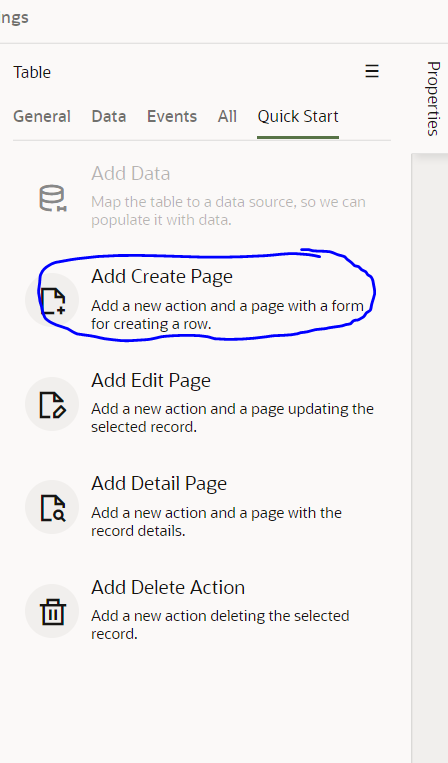 ngs
Table
Properties
General Data Events All Quick Start
Add Data
Map the table to a data source, so we can
populate it with data.
Add Create Page
Add a new action and a page with a form
for creating a row.
Add Edit Page
Add a new action and a page updating the
selected record.
Add Detail Page
Add a new action and a page with the
record details.
Add Delete Action
Add a new action deleting the selected
record.